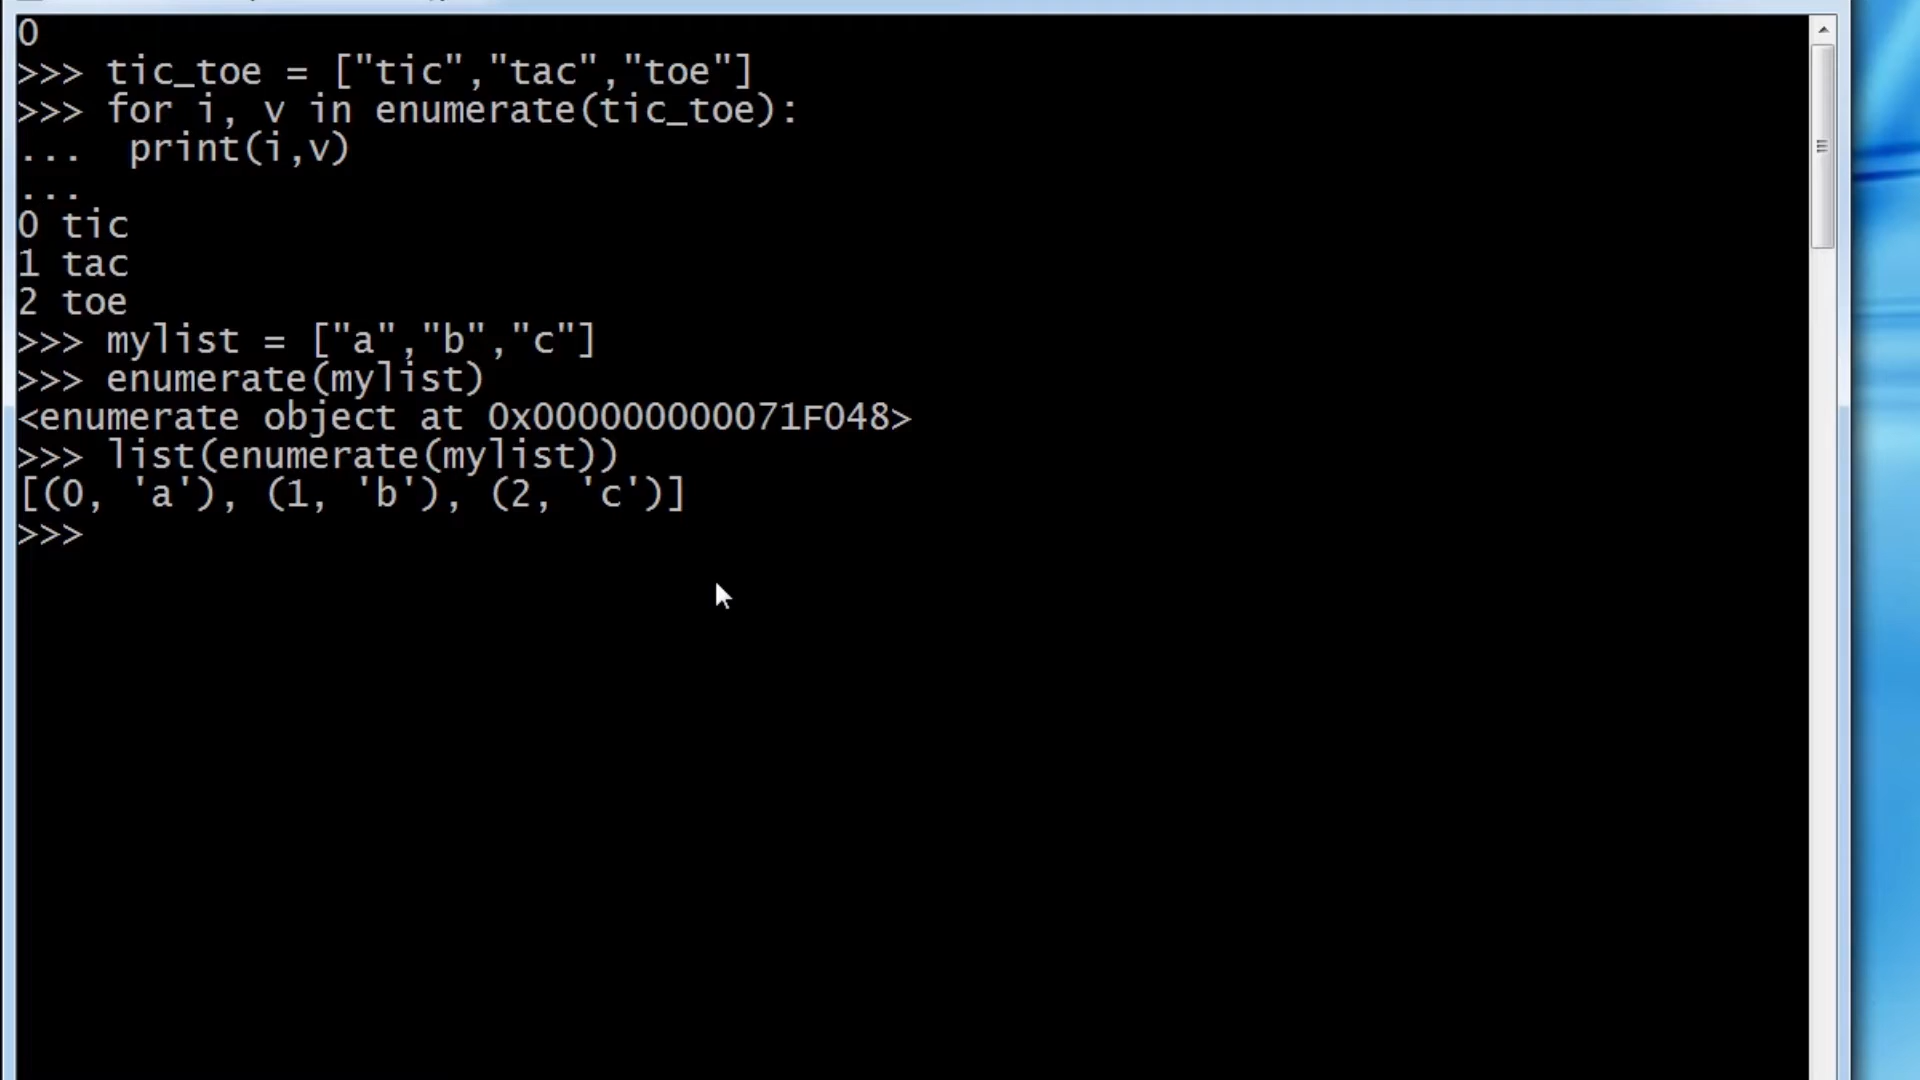 0
>>> tic_toe = ["tic","tac","toe"]
>>> for i, v in enumerate(tic_toe):
...  print(i,v)
...
0 tic
1 tac
2 toe
>>> mylist = ["a","b","c"]
>>> enumerate(mylist)
<enumerate object at 0x000000000071F048>
>>> list(enumerate(mylist))
[(0, 'a'), (1, 'b'), (2, 'c')]
>>>